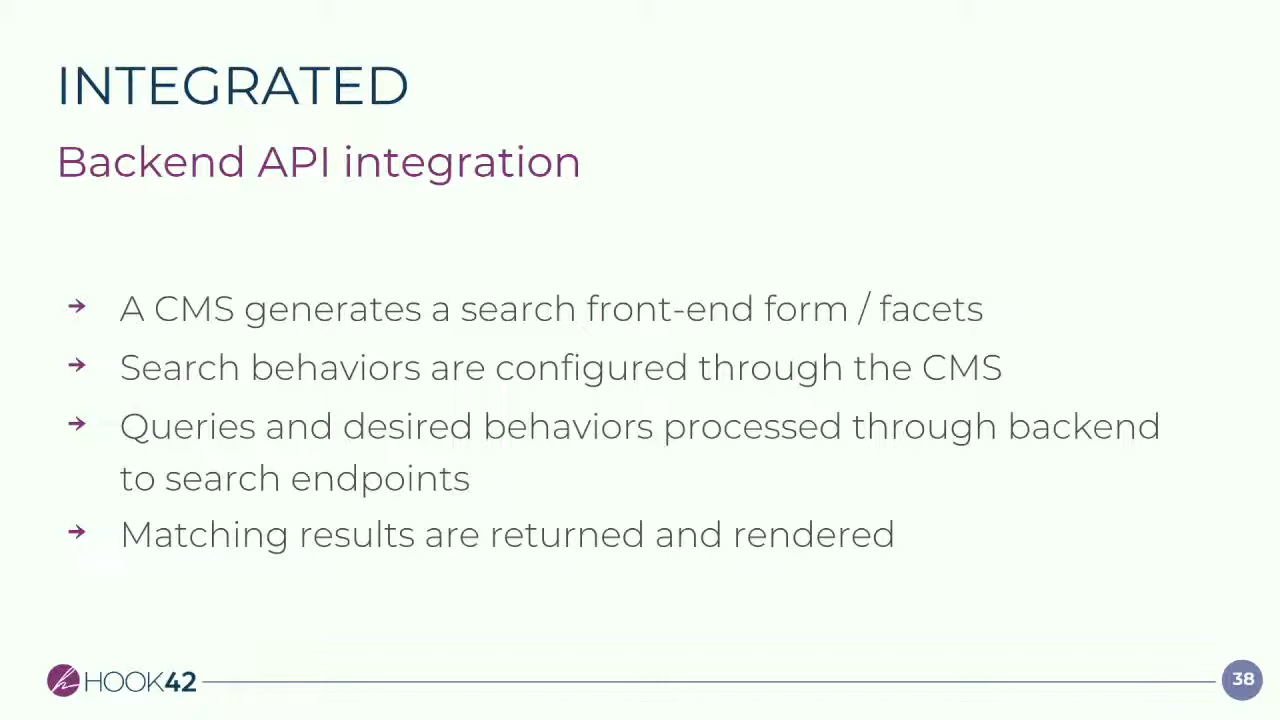 INTEGRATED
Backend API integration
→ A CMS generates a search front-end form / facets
→ Search behaviors are configured through the CMS
→ Queries and desired behaviors processed through backend
to search endpoints
→ Matching results are returned and rendered
HOOK42
38